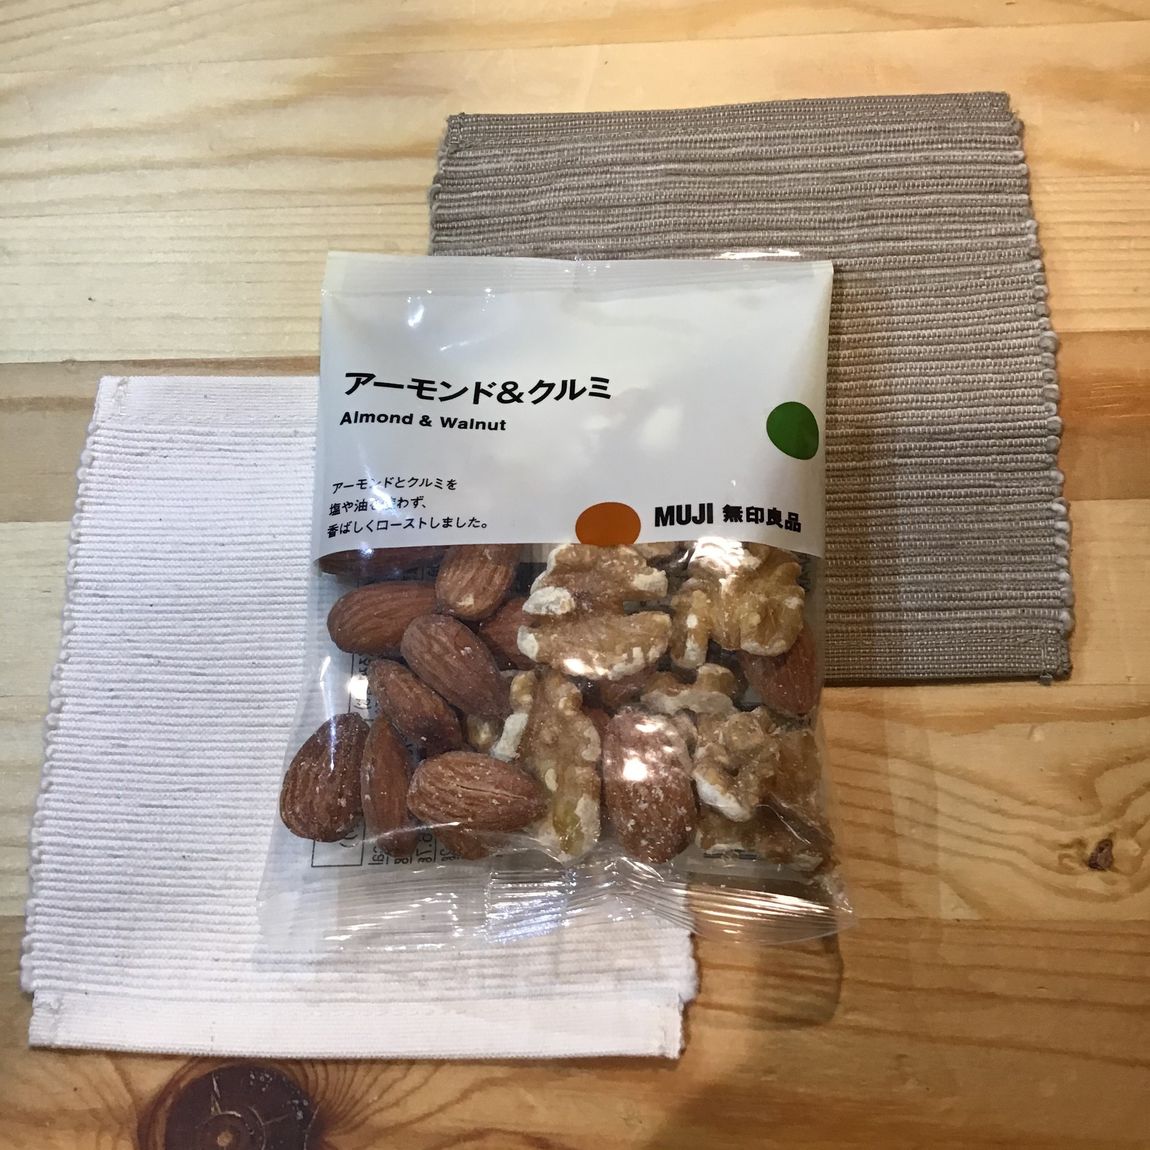 アーモンド&クルミ
Almond & Walnut
アーモンドとクルミを
塩や油を使わず、
香ばしくローストしました。
MUJI 無印良品